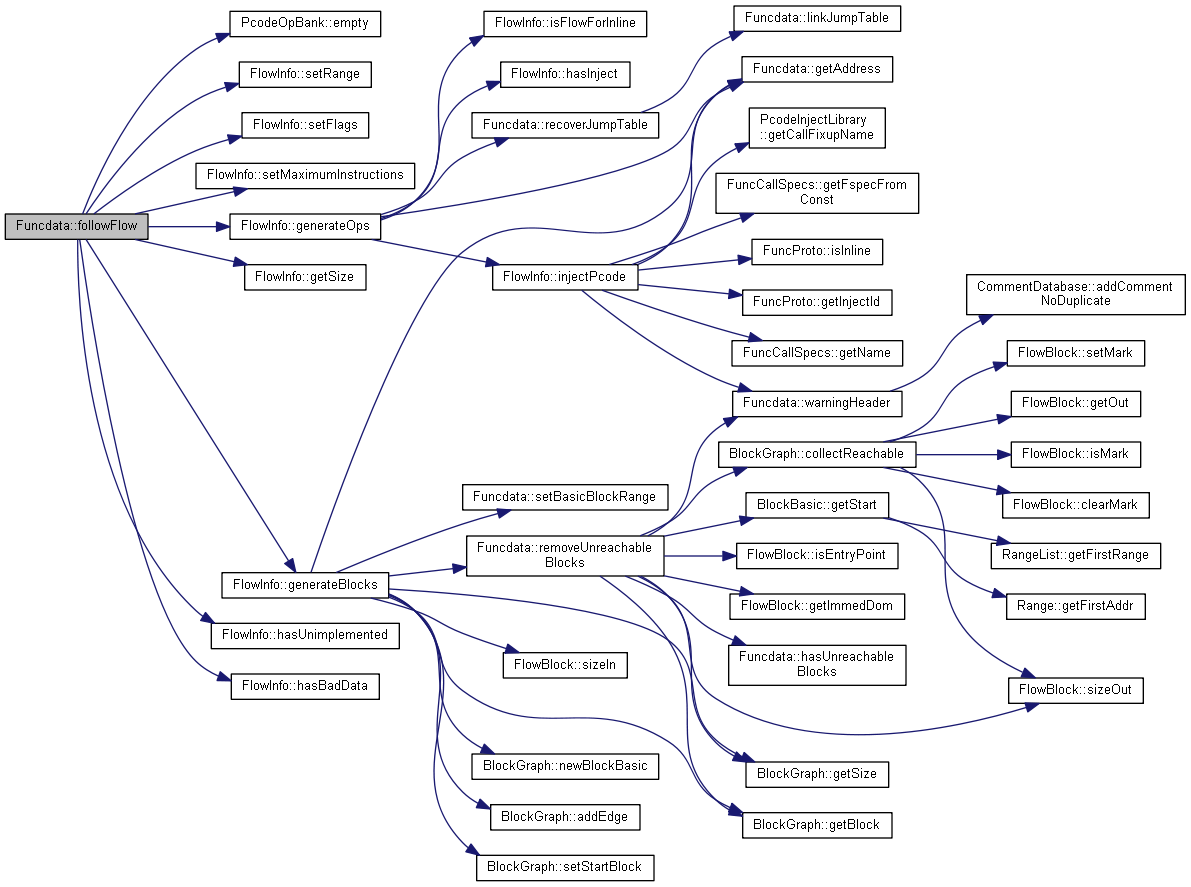 Funcdata::followFlow
PcodeOpBank::empty
FlowInfo::setRange
FlowInfo::setFlags
FlowInfo::setMaximumInstructions
FlowInfo::generateOps
FlowInfo::getSize
FlowInfo::generateBlocks
FlowInfo::hasUnimplemented
FlowInfo::hasBadData
FlowInfo::isFlowForInline
FlowInfo::hasInject
Funcdata::recoverJumpTable
FlowInfo::injectPcode
Funcdata::setBasicBlockRange
Funcdata::removeUnreachable
Blocks
FlowBlock::sizeIn
BlockGraph::newBlockBasic
BlockGraph::addEdge
BlockGraph::setStartBlock
Funcdata::linkJumpTable
Funcdata::getAddress
PcodeInjectLibrary
::getCallFixupName
FuncCallSpecs::getFspecFrom
Const
FuncProto::isInline
FuncProto::getInjectId
FuncCallSpecs::getName
Funcdata::warningHeader
BlockGraph::collectReachable
BlockBasic::getStart
FlowBlock::isEntryPoint
FlowBlock::getImmedDom
Funcdata::hasUnreachable
Blocks
BlockGraph::getSize
BlockGraph::getBlock
CommentDatabase::addComment
NoDuplicate
FlowBlock::setMark
FlowBlock::getOut
FlowBlock::isMark
FlowBlock::clearMark
RangeList::getFirstRange
Range::getFirstAddr
FlowBlock::sizeOut